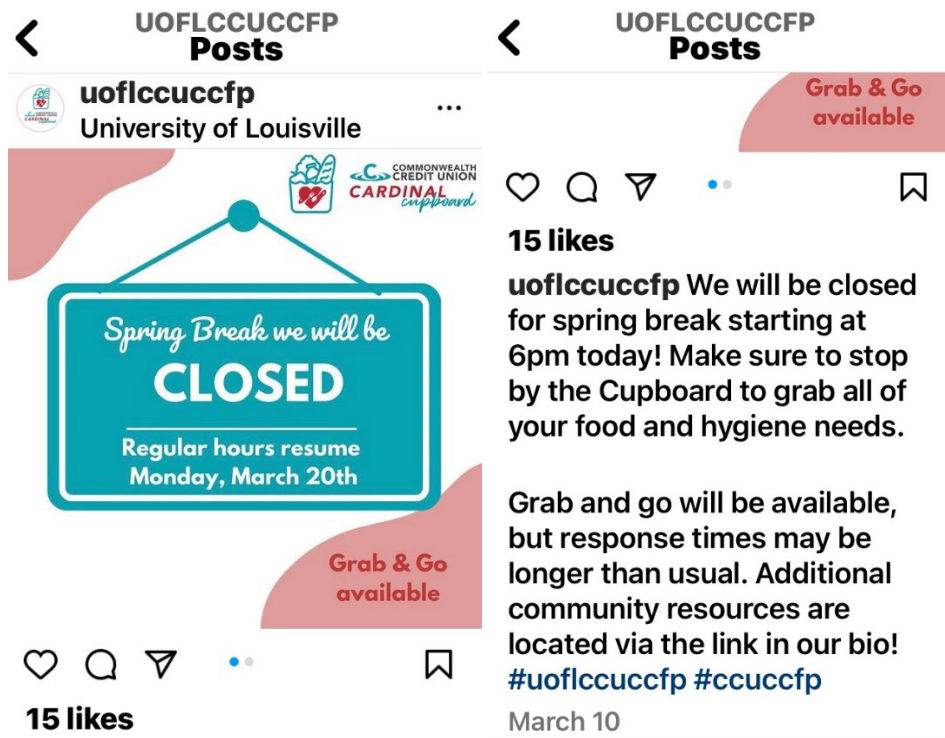 UOFLCCUCCFP
Posts
uoflccuccfp
University of Louisville
COMMONWEALTH
CREDIT UNION
CARDINAL
cupboard
Spring Break we will be
CLOSED
Regular hours resume
Monday, March 20th
Grab & Go
available
15 likes
UOFLCCUCCFP
Posts
Grab & Go
available
15 likes
uoflccuccfp We will be closed
for spring break starting at
6pm today! Make sure to stop
by the Cupboard to grab all of
your food and hygiene needs.
Grab and go will be available,
but response times may be
longer than usual. Additional
community resources are
located via the link in our bio!
#uoflccuccfp #ccuccfp
March 10